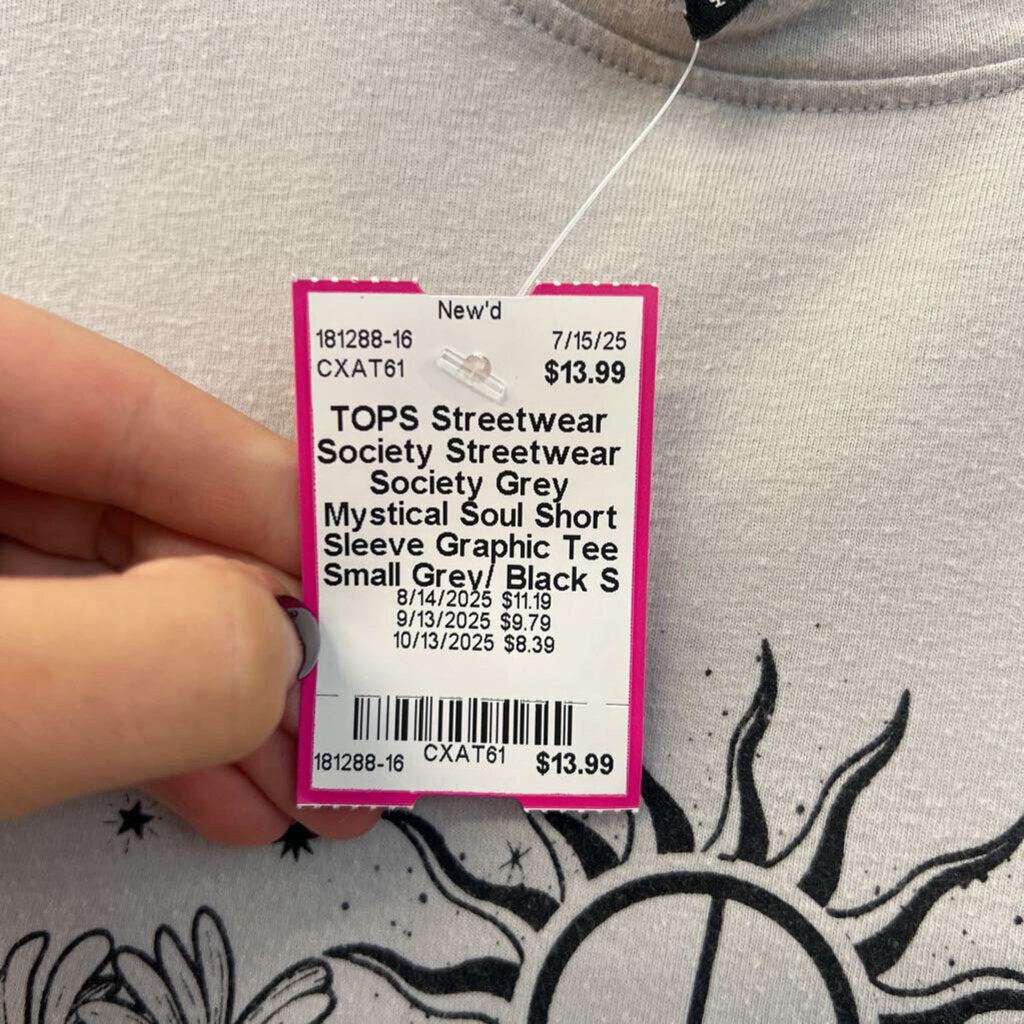 New'd
181288-16 7/15/25
CXAT61 $13.99
TOPS Streetwear
Society Streetwear
Society Grey
Mystical Soul Short
Sleeve Graphic Tee
Small Grey/ Black S
8/14/2025 $11.19
9/13/2025 $9.79
10/13/2025 $8.39
181288-16 CXAT61 $13.99